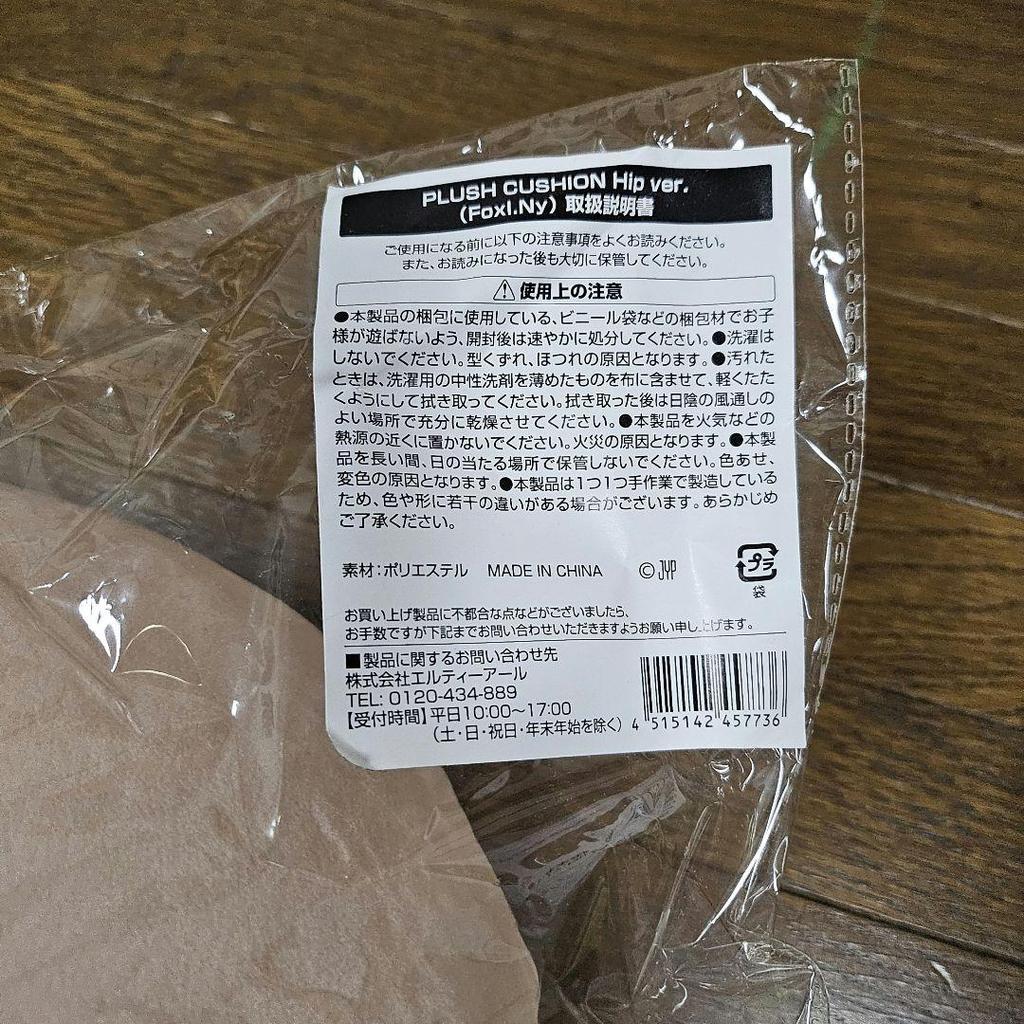 PLUSH CUSHION Hip ver.
(FoxI.Ny) 取扱説明書
ご使用になる前に以下の注意事項をよくお読みください。
また、お読みになった後も大切に保管してください。
⚠使用上の注意
●本製品の梱包に使用している、ビニール袋などの梱包材でお子
様が遊ばないよう、開封後は速やかに処分してください。●洗濯は
しないでください。型くずれ、ほつれの原因となります。●汚れた
ときは、洗濯用の中性洗剤を薄めたものを布に含ませて、軽くたた
くようにして拭き取ってください。拭き取った後は日陰の風通しの
よい場所で充分に乾燥させてください。●本製品を火気などの
熱源の近くに置かないでください。火災の原因となります。●本製
品を長い間、日の当たる場所で保管しないでください。色あせ、
変色の原因となります。●本製品は1つ1つ手作業で製造している
ため、色や形に若干の違いがある場合がございます。あらかじめ
ご了承ください。
素材：ポリエステル MADE IN CHINA ©JYP
プラ
袋
お買い上げ製品に不都合な点などがございましたら、
お手数ですが下記までお問い合わせいただきますようお願い申し上げます。
■製品に関するお問い合わせ先
株式会社エルティーアール
TEL: 0120-434-889
【受付時間】平日10:00〜17:00
（土・日・祝日・年末年始を除く）
4 515142 457736